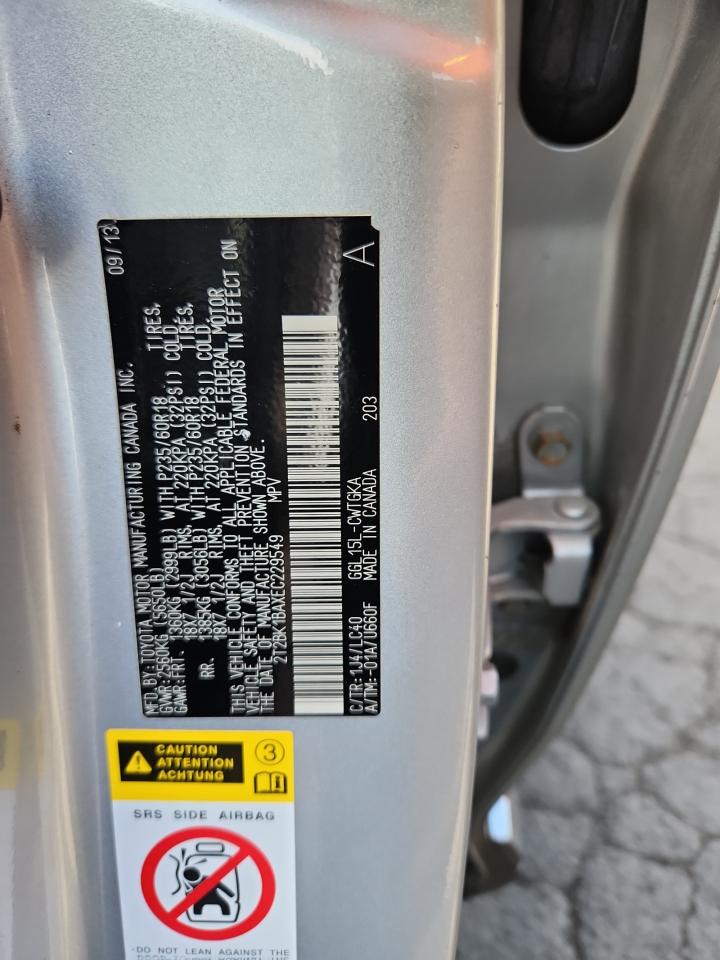 MFD.BY:TOYOTA MOTOR MANUFACTURING CANADA INC. 09/13
GVWR:2560KG(5650LB)
GAWR:FRT. 1360KG (2999LB) WITH P235/60R18 TIRES,
18X7 1/2J RIMS, AT 220KPA (32PSI) COLD.
RR. 1385KG (3056LB) WITH P235/60R18 TIRES,
18X7 1/2J RIMS, AT 220KPA (32PSI) COLD.
THIS VEHICLE CONFORMS TO ALL APPLICABLE FEDERAL MOTOR
VEHICLE SAFETY AND THEFT PREVENTION STANDARDS IN EFFECT ON
THE DATE OF MANUFACTURE SHOWN ABOVE.
2T2BK1BAXEC229549 MPV
C/TR:1J4/LC40 GGL15L-CWTGKA A
A/TM:-01A/U660F MADE IN CANADA 203
CAUTION
ATTENTION
ACHTUNG
3
SRS SIDE AIRBAG
-DO NOT LEAN AGAINST THE